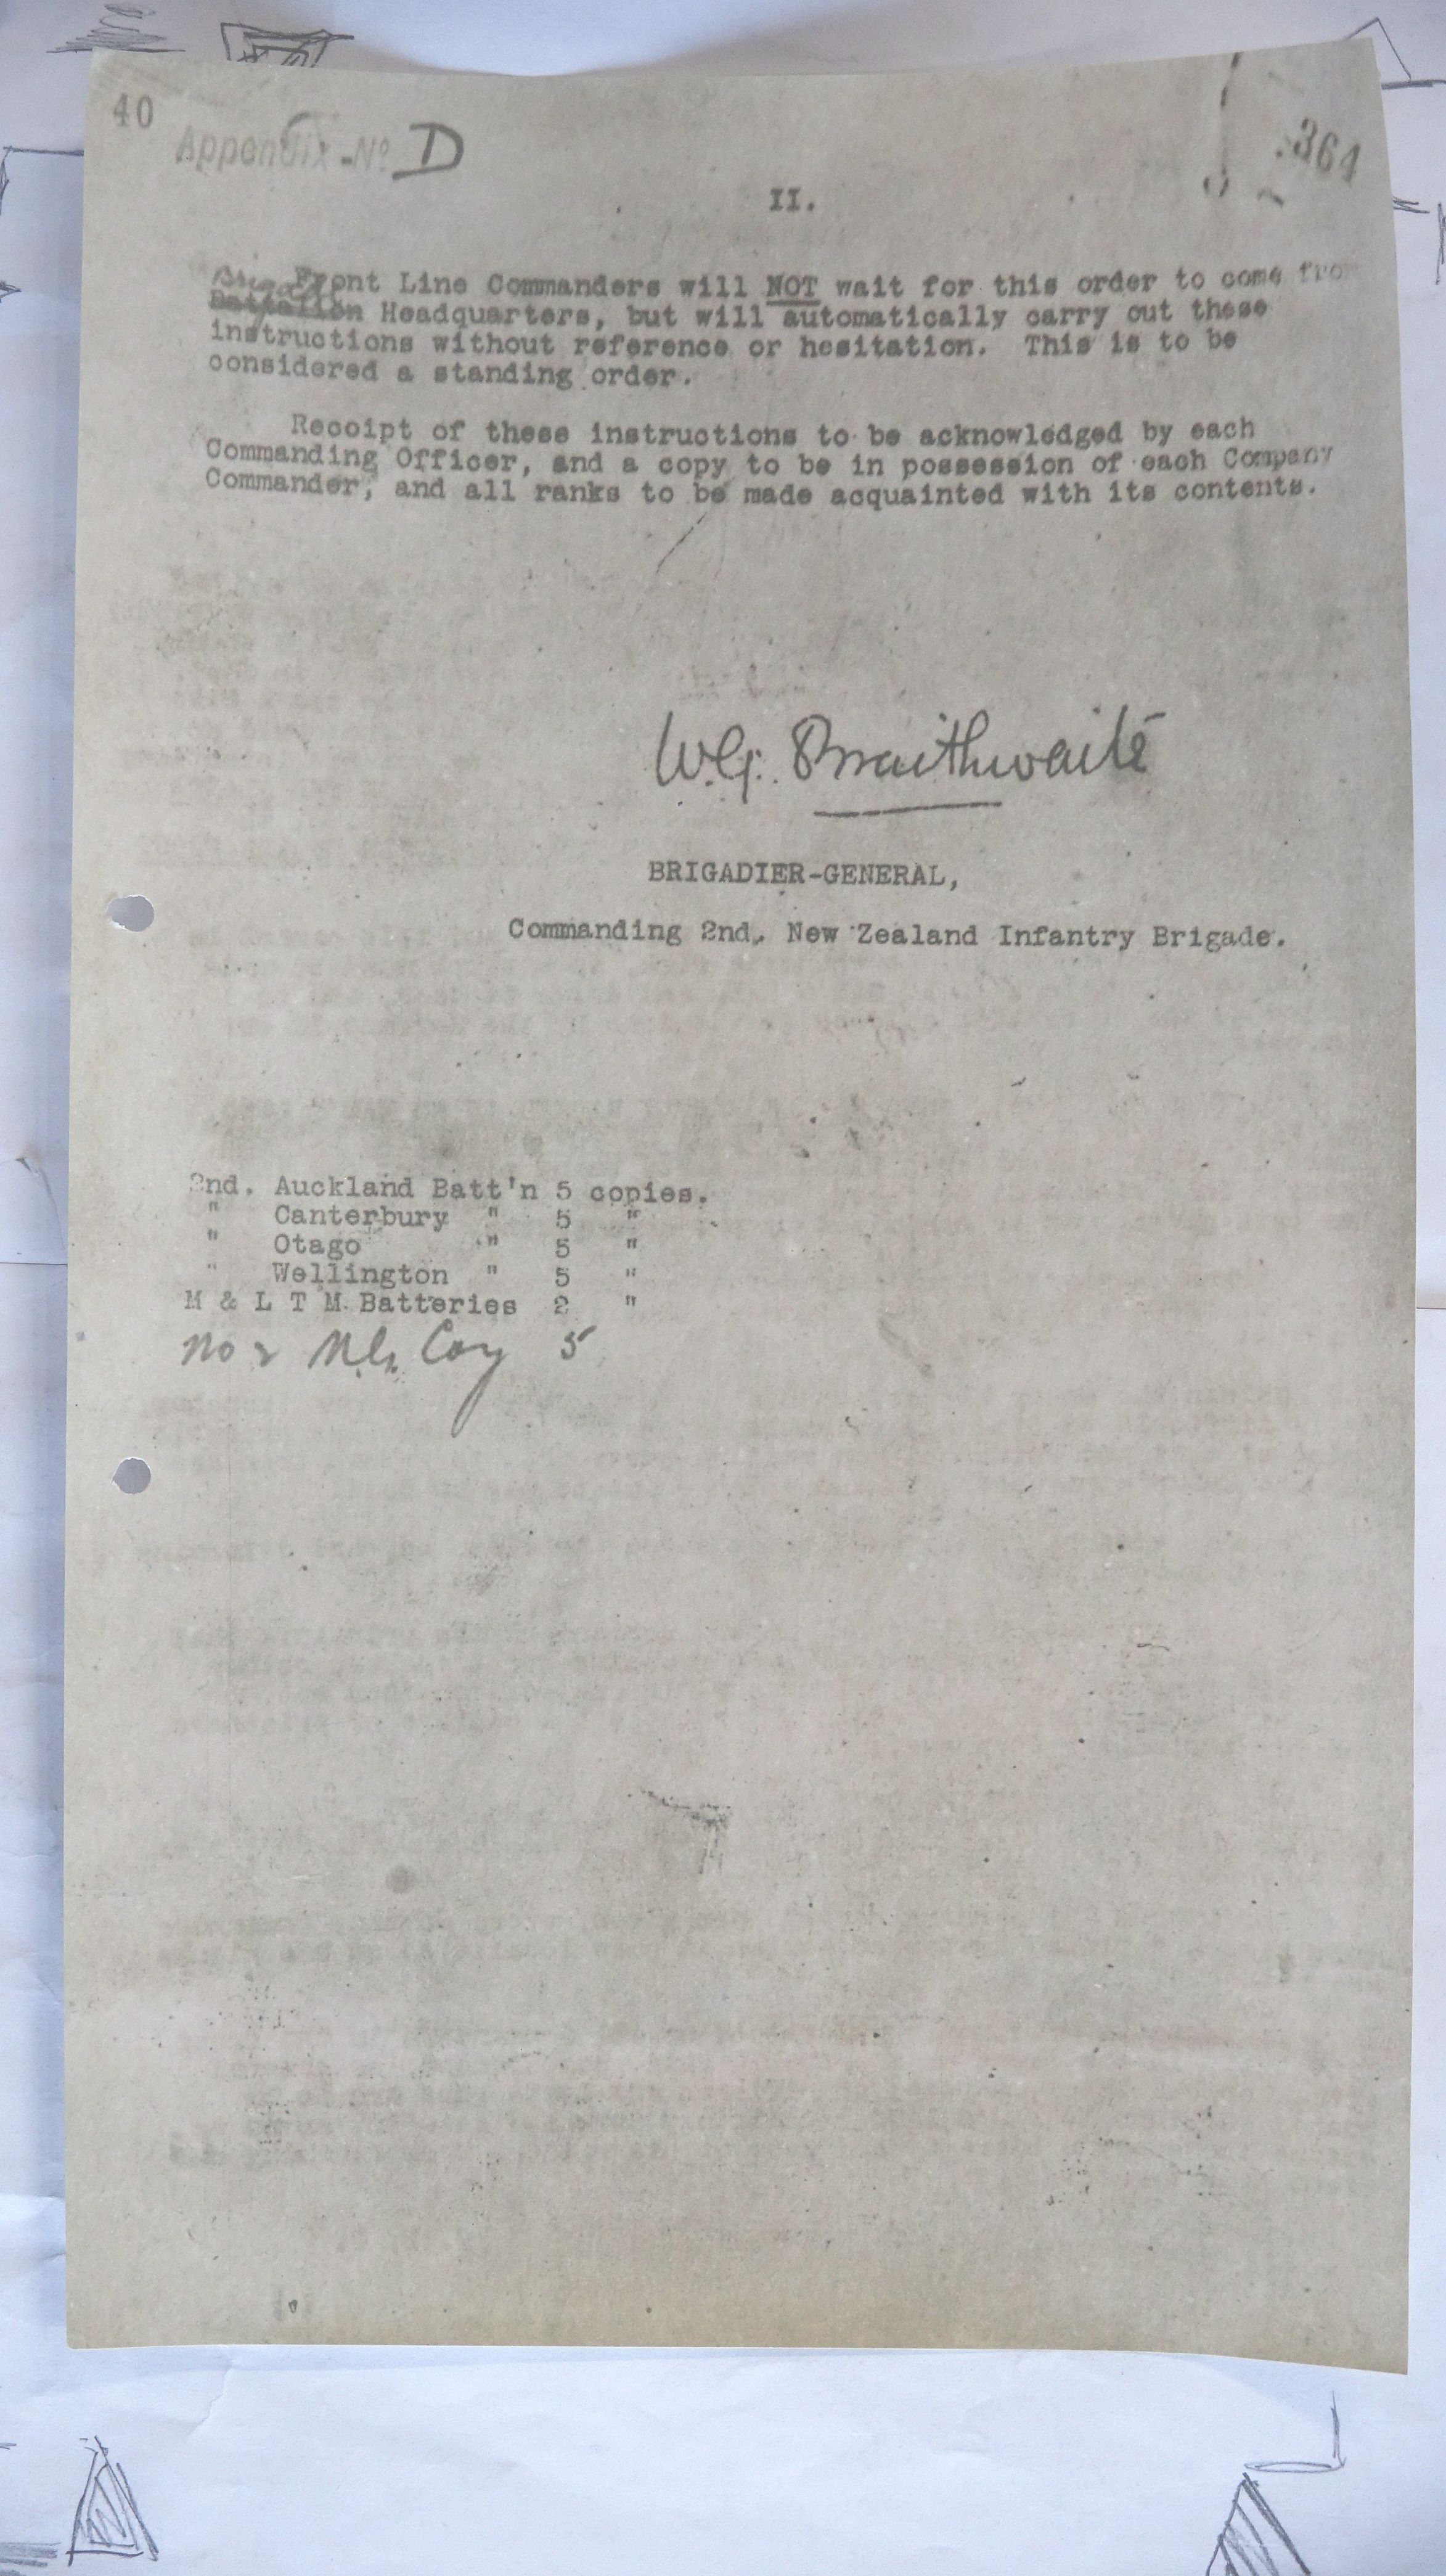 40
Appendix No D
364
II.
Brigade
Front Line Commanders will NOT wait for this order to come from
Battalion Headquarters, but will automatically carry out these
instructions without reference or hesitation. This is to be
considered a standing order.
Receipt of these instructions to be acknowledged by each
Commanding Officer, and a copy to be in possession of each Company
Commander, and all ranks to be made acquainted with its contents.
W.G. Braithwaite
BRIGADIER-GENERAL,
Commanding 2nd. New Zealand Infantry Brigade.
2nd. Auckland Batt'n 5 copies.
" Canterbury " 5 "
" Otago " 5 "
" Wellington " 5 "
M & L T M Batteries 2 "
No 2 M.G. Coy 5